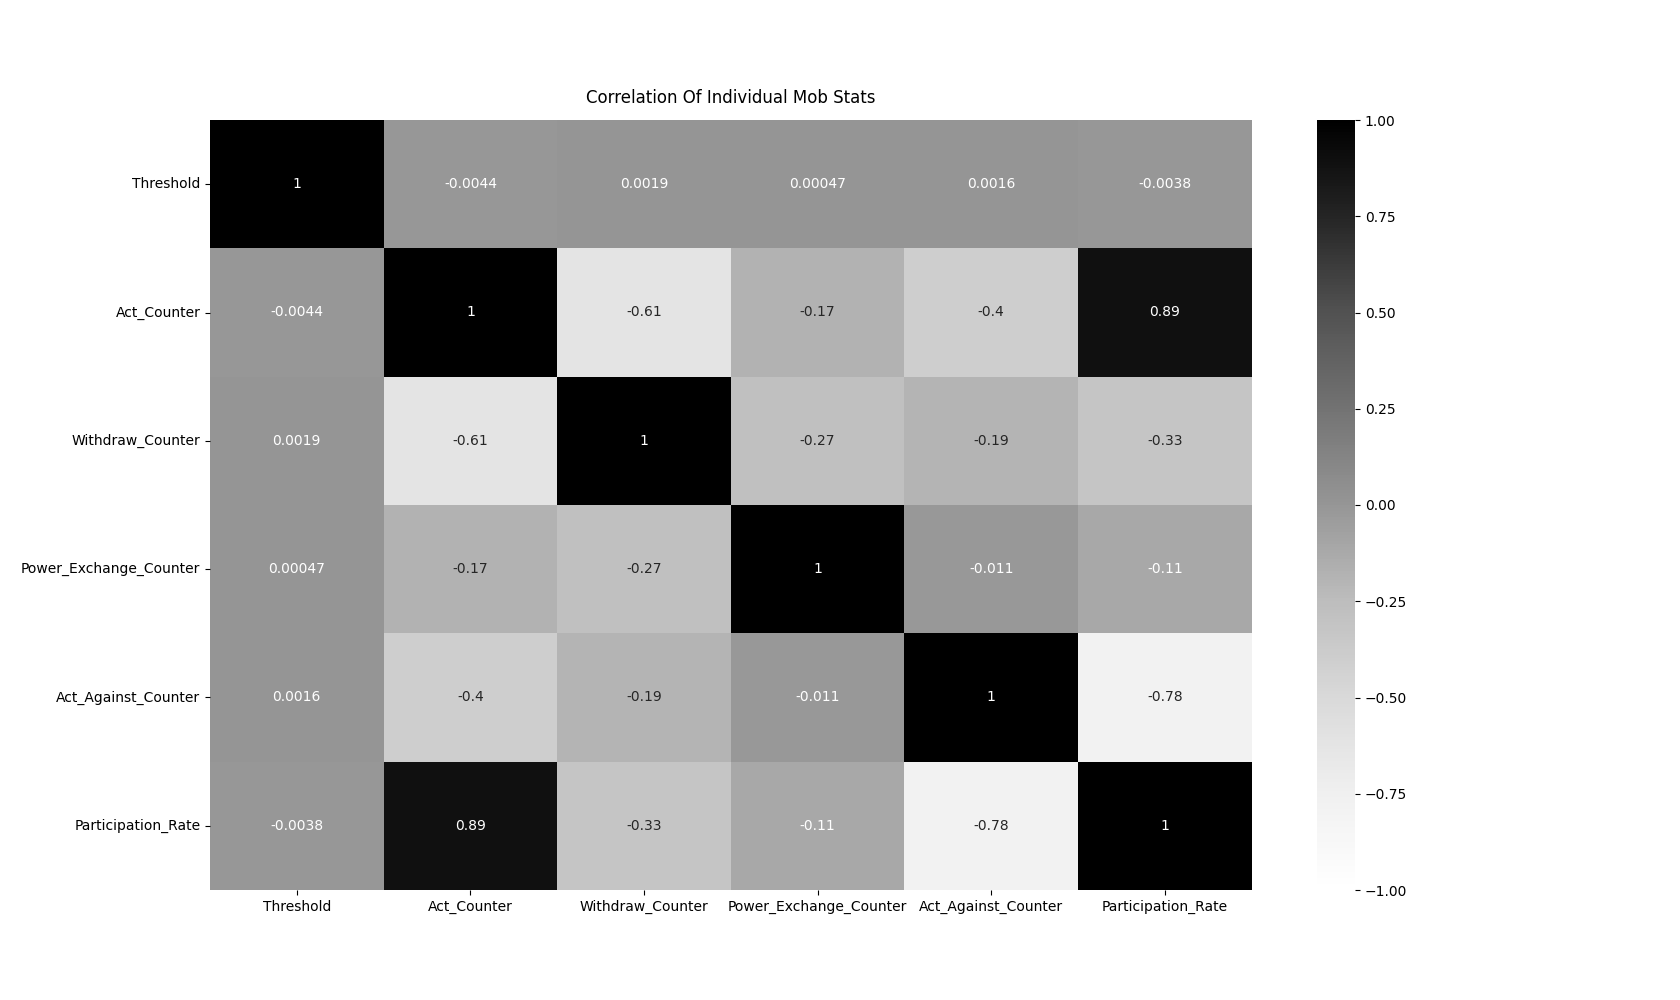 Correlation Of Individual Mob Stats
Threshold 1 -0.0044 0.0019 0.00047 0.0016 -0.0038
Act_Counter -0.0044 1 -0.61 -0.17 -0.4 0.89
Withdraw_Counter 0.0019 -0.61 1 -0.27 -0.19 -0.33
Power_Exchange_Counter 0.00047 -0.17 -0.27 1 -0.011 -0.11
Act_Against_Counter 0.0016 -0.4 -0.19 -0.011 1 -0.78
Participation_Rate -0.0038 0.89 -0.33 -0.11 -0.78 1
Threshold Act_Counter Withdraw_Counter Power_Exchange_Counter Act_Against_Counter Participation_Rate
1.00
0.75
0.50
0.25
0.00
−0.25
−0.50
−0.75
−1.00